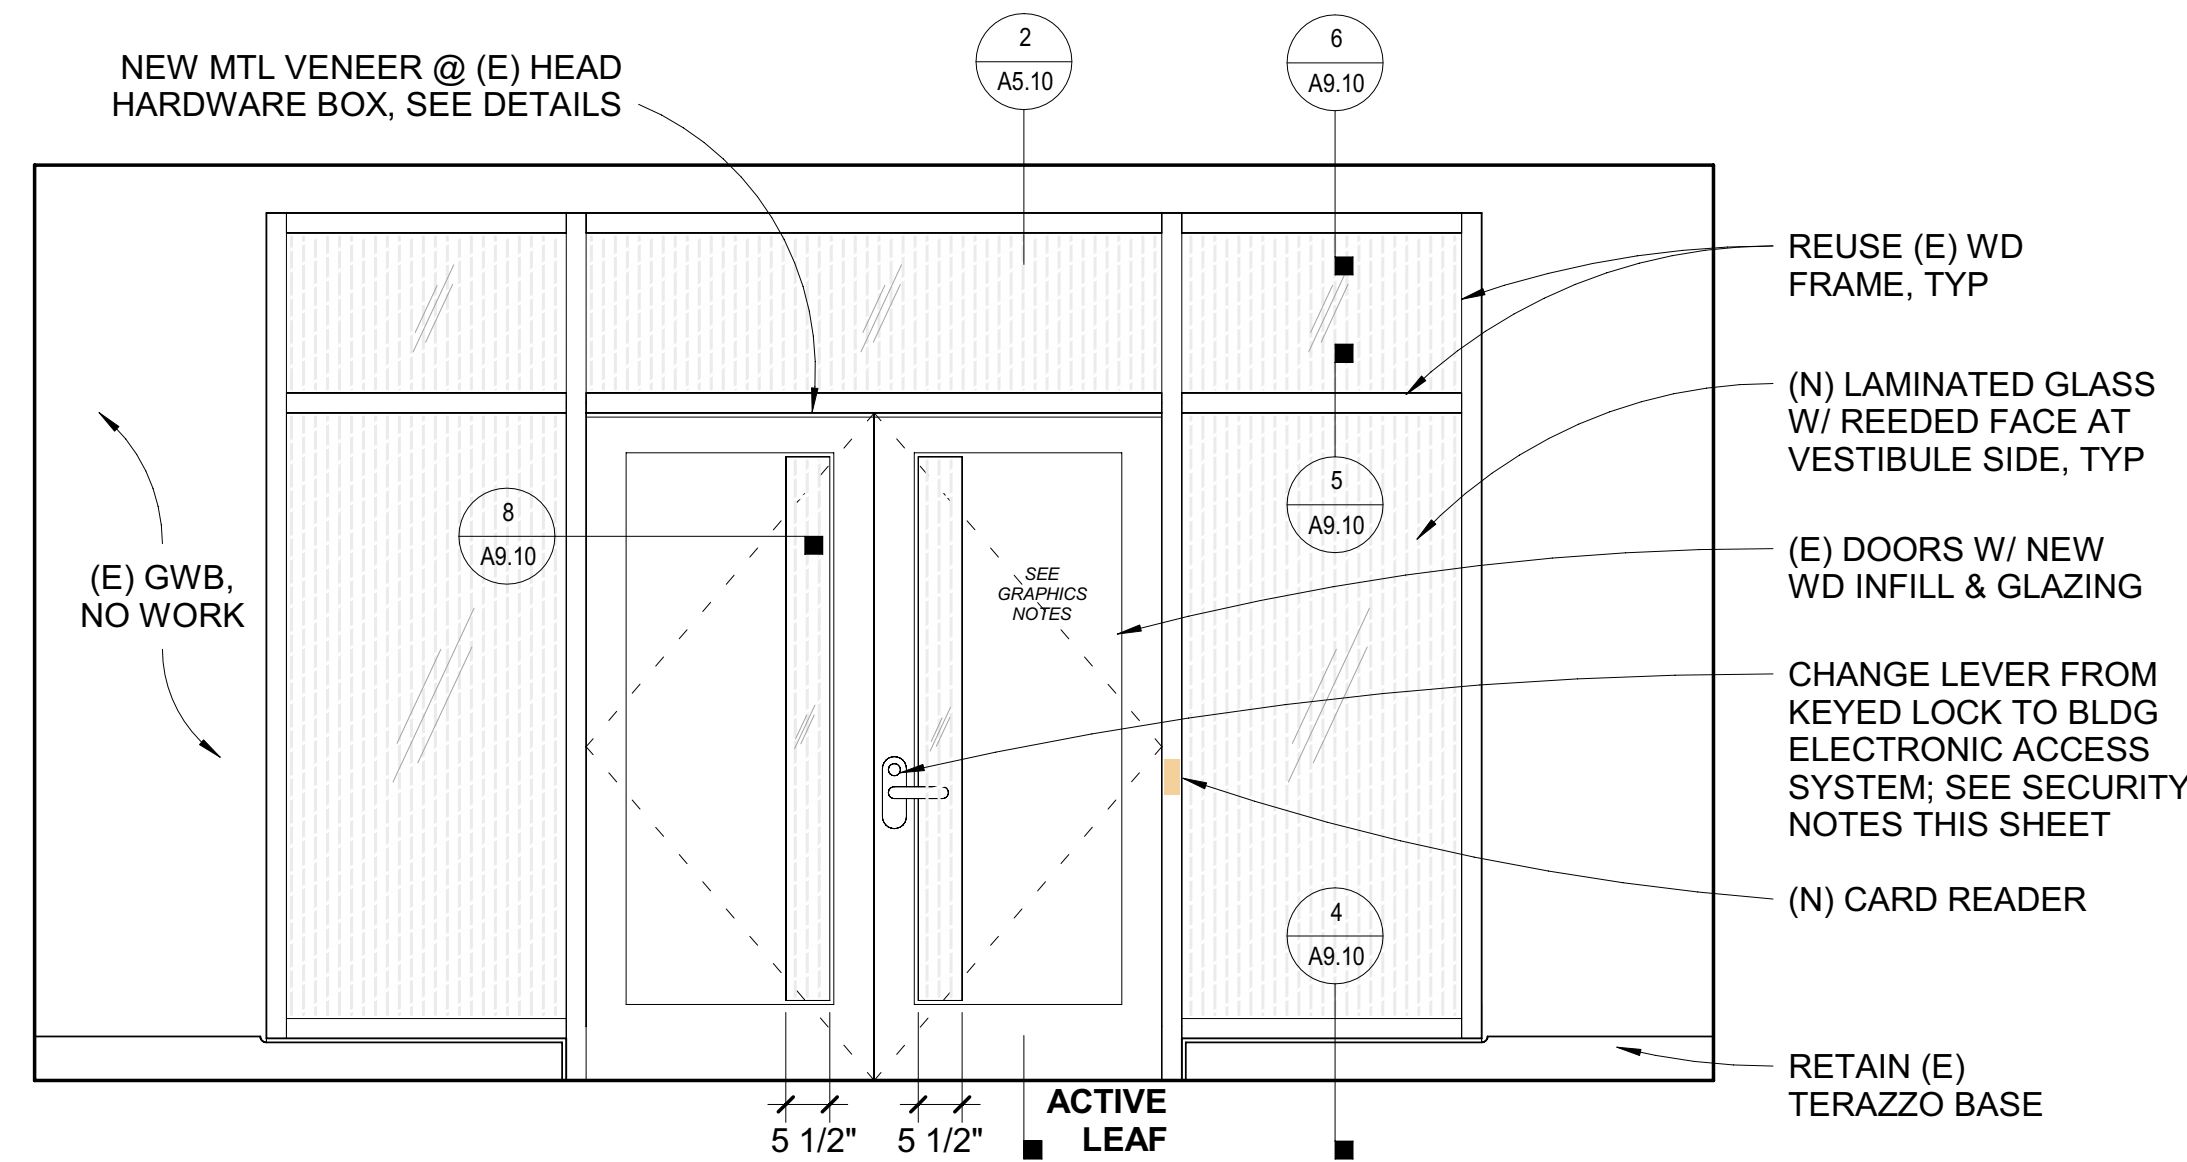 2
A5.10
6
A9.10
NEW MTL VENEER @ (E) HEAD
HARDWARE BOX, SEE DETAILS
REUSE (E) WD
FRAME, TYP
(N) LAMINATED GLASS
W/ REEDED FACE AT
VESTIBULE SIDE, TYP
8
A9.10
5
A9.10
(E) GWB,
NO WORK
SEE
GRAPHICS
NOTES
(E) DOORS W/ NEW
WD INFILL & GLAZING
CHANGE LEVER FROM
KEYED LOCK TO BLDG
ELECTRONIC ACCESS
SYSTEM; SEE SECURITY
NOTES THIS SHEET
(N) CARD READER
4
A9.10
RETAIN (E)
TERAZZO BASE
5 1/2"
5 1/2"
ACTIVE
LEAF